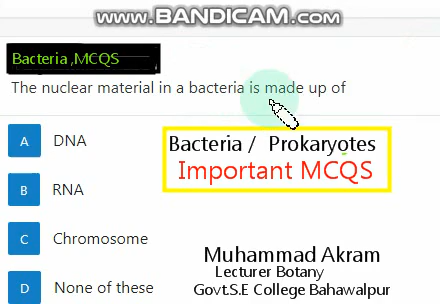 www.BANDICAM.com
Bacteria ,MCQS
The nuclear material in a bacteria is made up of
A DNA
Bacteria / Prokaryotes
Important MCQS
B RNA
C Chromosome
Muhammad Akram
Lecturer Botany
D None of these
Govt.S.E College Bahawalpur